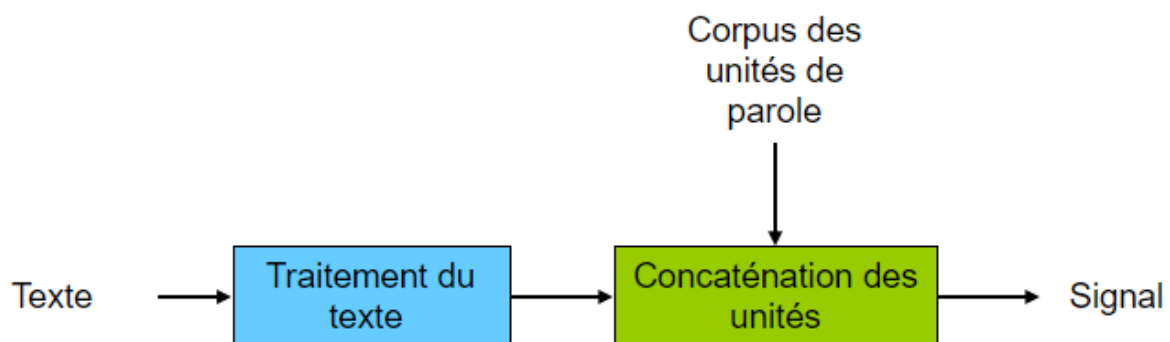 Corpus des
unités de
parole
Texte
Traitement du
texte
Concaténation des
unités
Signal